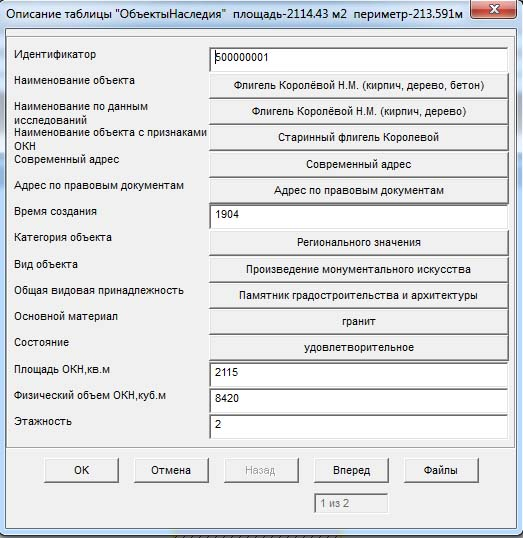 Описание таблицы "ОбъектыНаследия" площадь-2114.43 м2 периметр-213.591м
Идентификатор 600000001
Наименование объекта Флигель Королёвой Н.М. (кирпич, дерево, бетон)
Наименование по данным
исследований Флигель Королёвой Н.М. (кирпич, дерево)
Наименование объекта с признаками
ОКН Старинный флигель Королевой
Современный адрес Современный адрес
Адрес по правовым документам Адрес по правовым документам
Время создания 1904
Категория объекта Регионального значения
Вид объекта Произведение монументального искусства
Общая видовая принадлежность Памятник градостроительства и архитектуры
Основной материал гранит
Состояние удовлетворительное
Площадь ОКН,кв.м 2115
Физический объем ОКН,куб.м 8420
Этажность 2
OK Отмена Назад Вперед Файлы
1 из 2